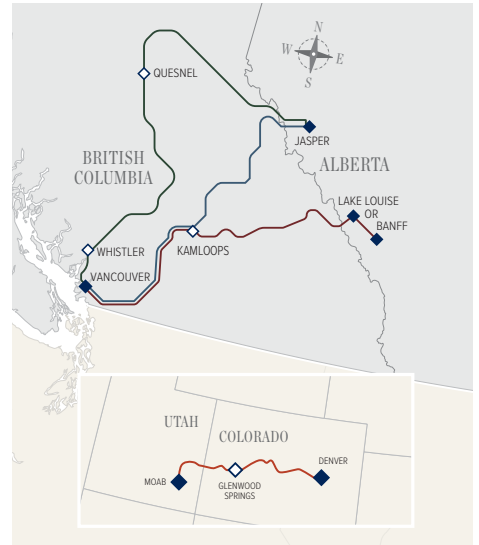 N
W
E
S
QUESNEL
JASPER
BRITISH
COLUMBIA
ALBERTA
LAKE LOUISE
OR
BANFF
WHISTLER
KAMLOOPS
VANCOUVER
UTAH
COLORADO
MOAB
GLENWOOD
SPRINGS
DENVER